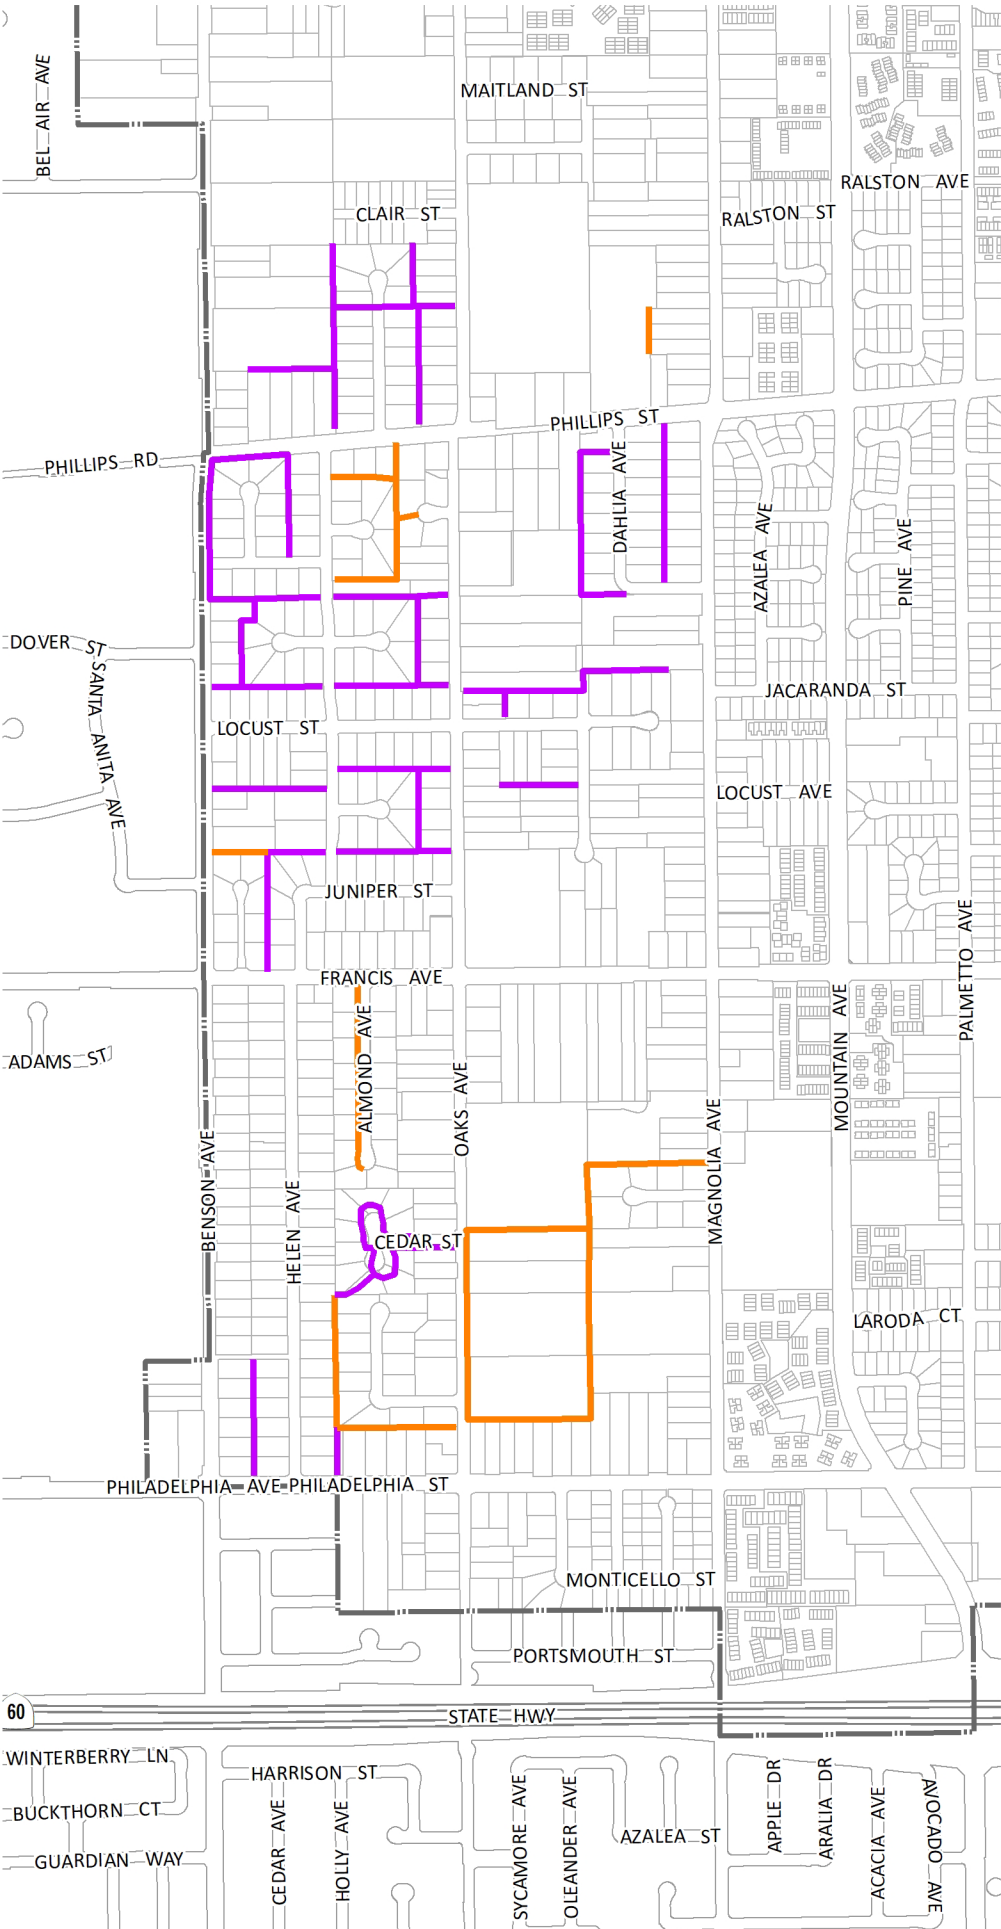 BEL AIR AVE
MAITLAND ST
RALSTON AVE
CLAIR ST
RALSTON ST
PHILLIPS ST
PHILLIPS RD
DAHLIA AVE
AZALEA AVE
PINE AVE
DOVER ST
SANTA ANITA AVE
JACARANDA ST
LOCUST ST
LOCUST AVE
JUNIPER ST
PALMETTO AVE
FRANCIS AVE
ALMOND AVE
MOUNTAIN AVE
ADAMS ST
OAKS AVE
MAGNOLIA AVE
BENSON AVE
HELEN AVE
CEDAR ST
LARODA CT
PHILADELPHIA AVE
PHILADELPHIA ST
MONTICELLO ST
PORTSMOUTH ST
60
STATE HWY
WINTERBERRY LN
HARRISON ST
BUCKTHORN CT
GUARDIAN WAY
CEDAR AVE
HOLLY AVE
SYCAMORE AVE
OLEANDER AVE
AZALEA ST
APPLE DR
ARALIA DR
ACACIA AVE
AVOCADO AVE